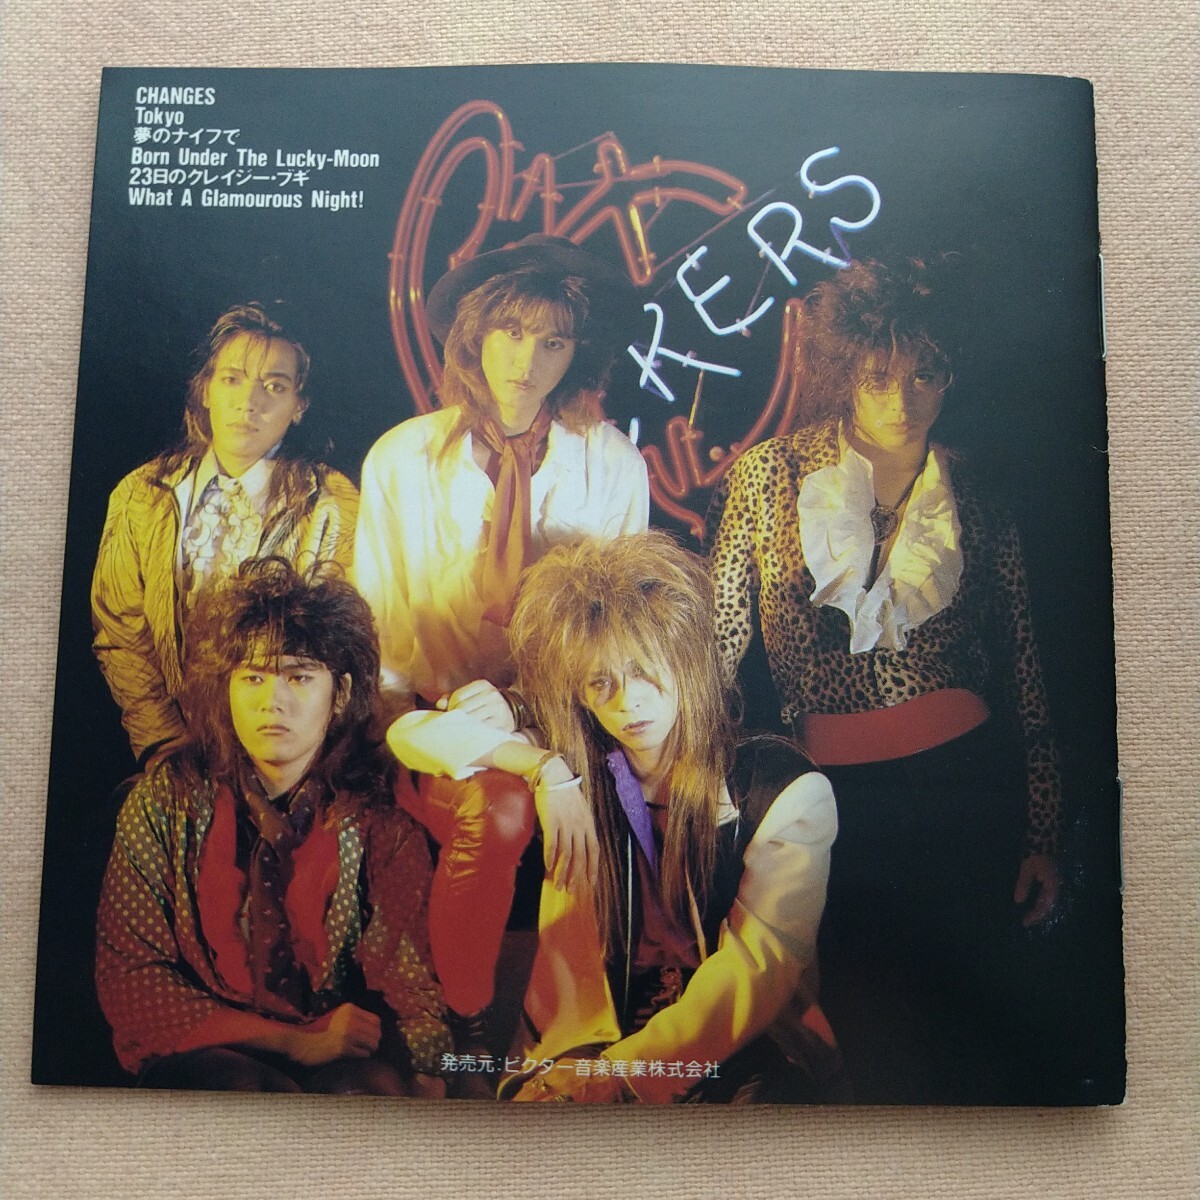 CHANGES
Tokyo
夢のナイフで
Born Under The Lucky-Moon
23日のクレイジー・ブギ
What A Glamourous Night!
KERS
発売元:ビクター音楽産業株式会社